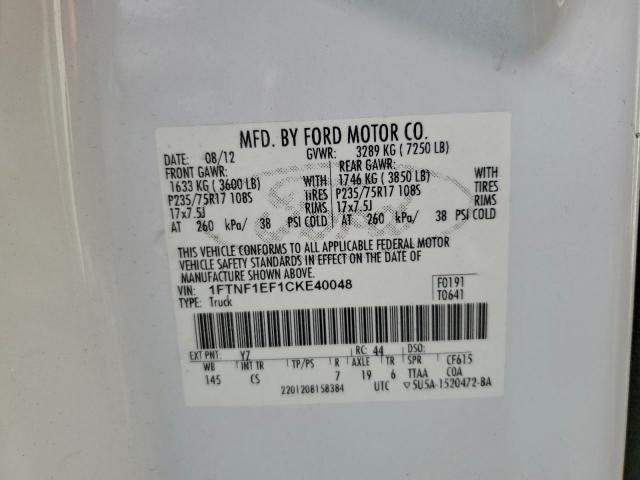 MFD. BY FORD MOTOR CO.
DATE: 08/12 GVWR: 3289 KG ( 7250 LB)
FRONT GAWR: REAR GAWR:
1633 KG ( 3600 LB) WITH 1746 KG ( 3850 LB) WITH
P235/75R17 108S TIRES P235/75R17 108S TIRES
17x7.5J RIMS 17x7.5J RIMS
AT 260 kPa/ 38 PSI COLD AT 260 kPa/ 38 PSI COLD
THIS VEHICLE CONFORMS TO ALL APPLICABLE FEDERAL MOTOR
VEHICLE SAFETY STANDARDS IN EFFECT ON THE DATE OF
MANUFACTURE SHOWN ABOVE.
VIN: 1FTNF1EF1CKE40048 F0191
TYPE: Truck T0641
EXT PNT: YZ RC: 44 DSO:
WB INT TR TP/PS R AXLE TR SPR CF615
145 CS 7 19 6 TTAA COA
2201208158384 UTC 5U5A-1520472-BA